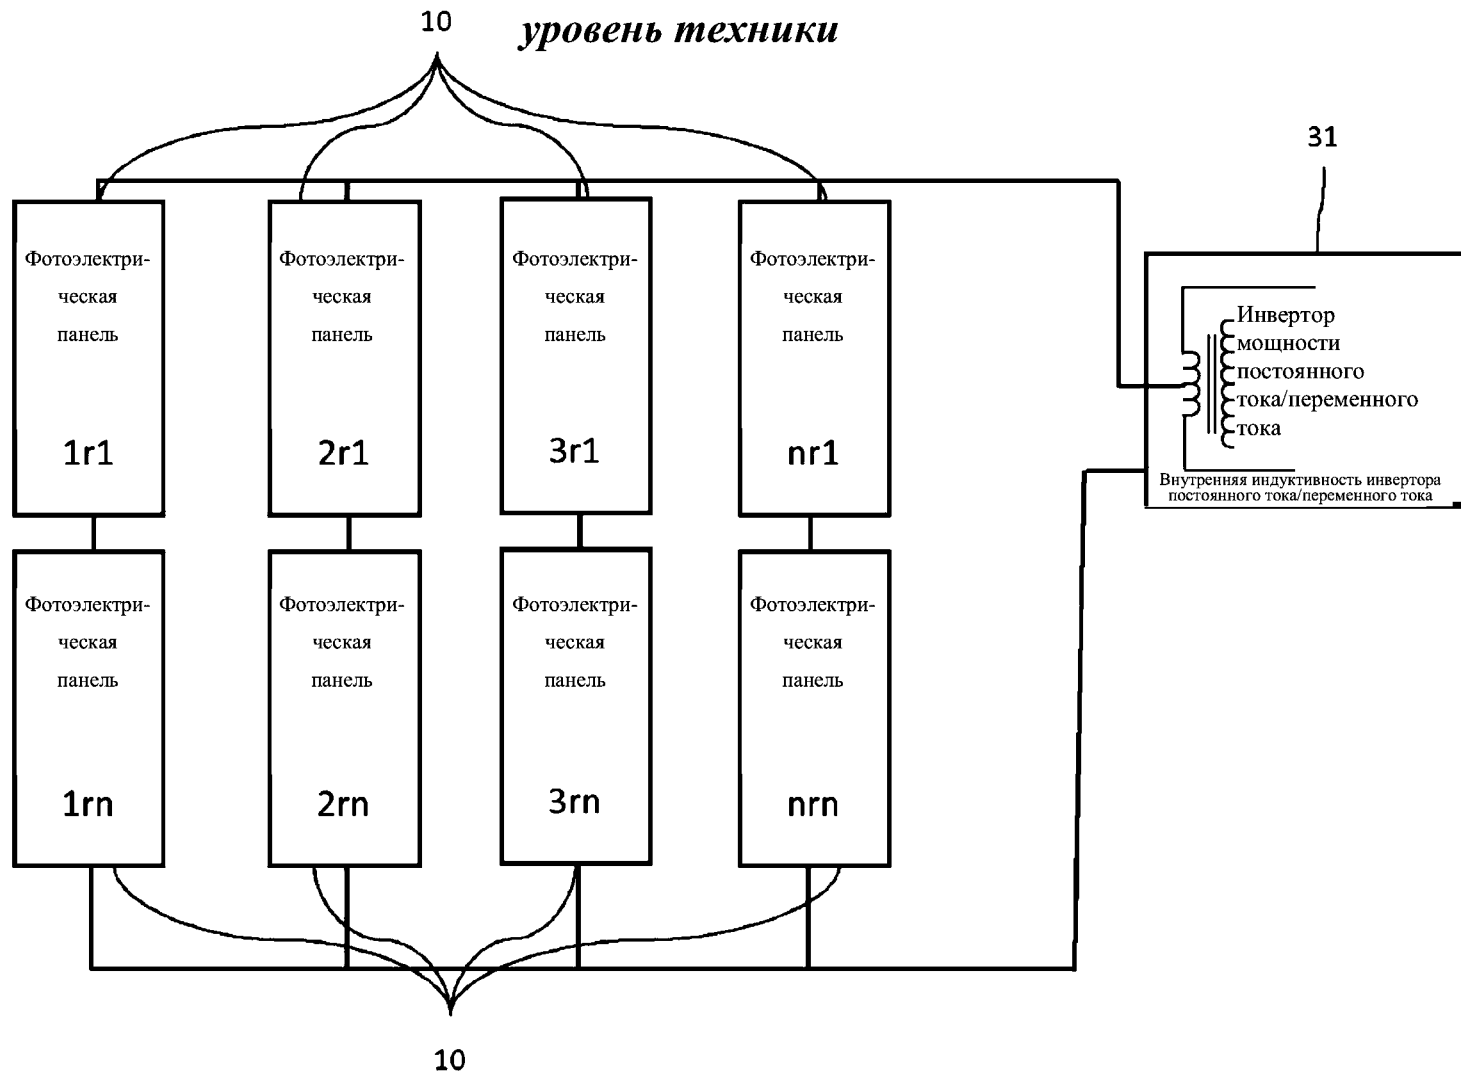 10
уровень техники
31
Фотоэлектри-
ческая
панель
1r1
Фотоэлектри-
ческая
панель
2r1
Фотоэлектри-
ческая
панель
3r1
Фотоэлектри-
ческая
панель
nr1
Инвертор
мощности
постоянного
тока/переменного
тока
Внутренняя индуктивность инвертора
постоянного тока/переменного тока
Фотоэлектри-
ческая
панель
1rn
Фотоэлектри-
ческая
панель
2rn
Фотоэлектри-
ческая
панель
3rn
Фотоэлектри-
ческая
панель
nrn
10